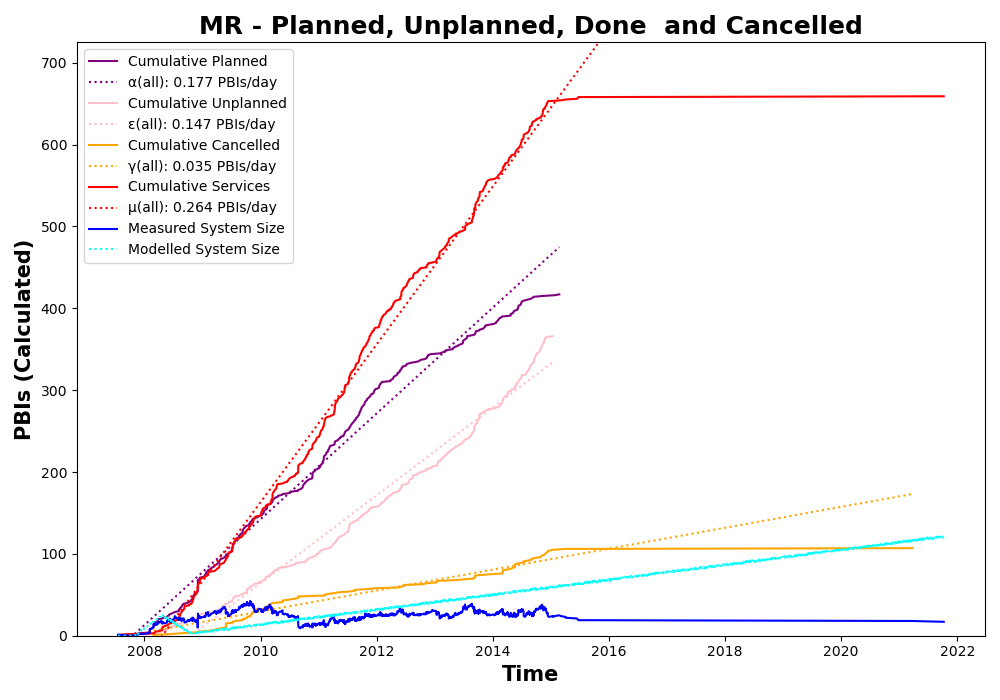 MR - Planned, Unplanned, Done  and Cancelled
Cumulative Planned
α(all): 0.177 PBIs/day
Cumulative Unplanned
ε(all): 0.147 PBIs/day
Cumulative Cancelled
γ(all): 0.035 PBIs/day
Cumulative Services
μ(all): 0.264 PBIs/day
Measured System Size
Modelled System Size
PBIs (Calculated)
700
600
500
400
300
200
100
0
2008 2010 2012 2014 2016 2018 2020 2022
Time